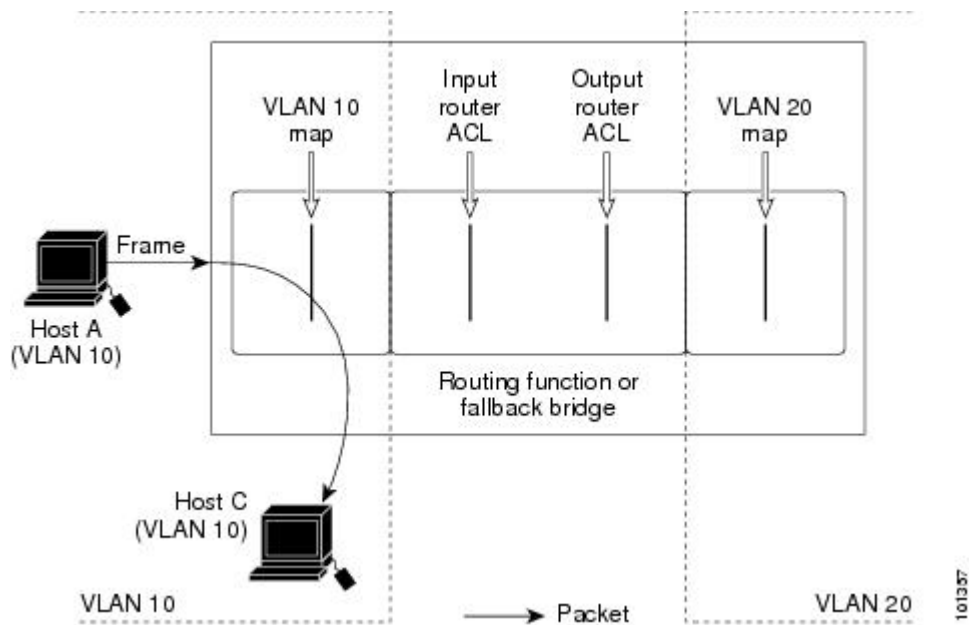 VLAN 10
map
Input
router
ACL
Output
router
ACL
VLAN 20
map
Frame
Host A
(VLAN 10)
Routing function or
fallback bridge
Host C
(VLAN 10)
VLAN 10
Packet
VLAN 20
101357